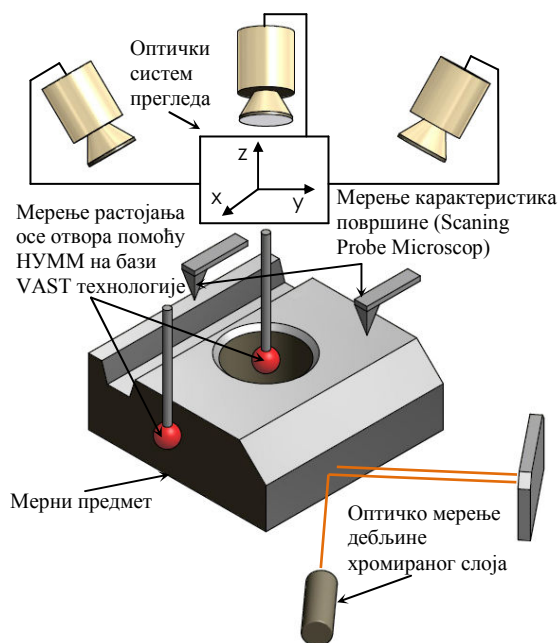 Оптички
систем
прегледа
z
x
y
Мерење растојања
осе отвора помоћу
НУММ на бази
VAST технологије
Мерење карактеристика
површине (Scaning
Probe Microscop)
Мерни предмет
Оптичко мерење
дебљине
хромираног слоја